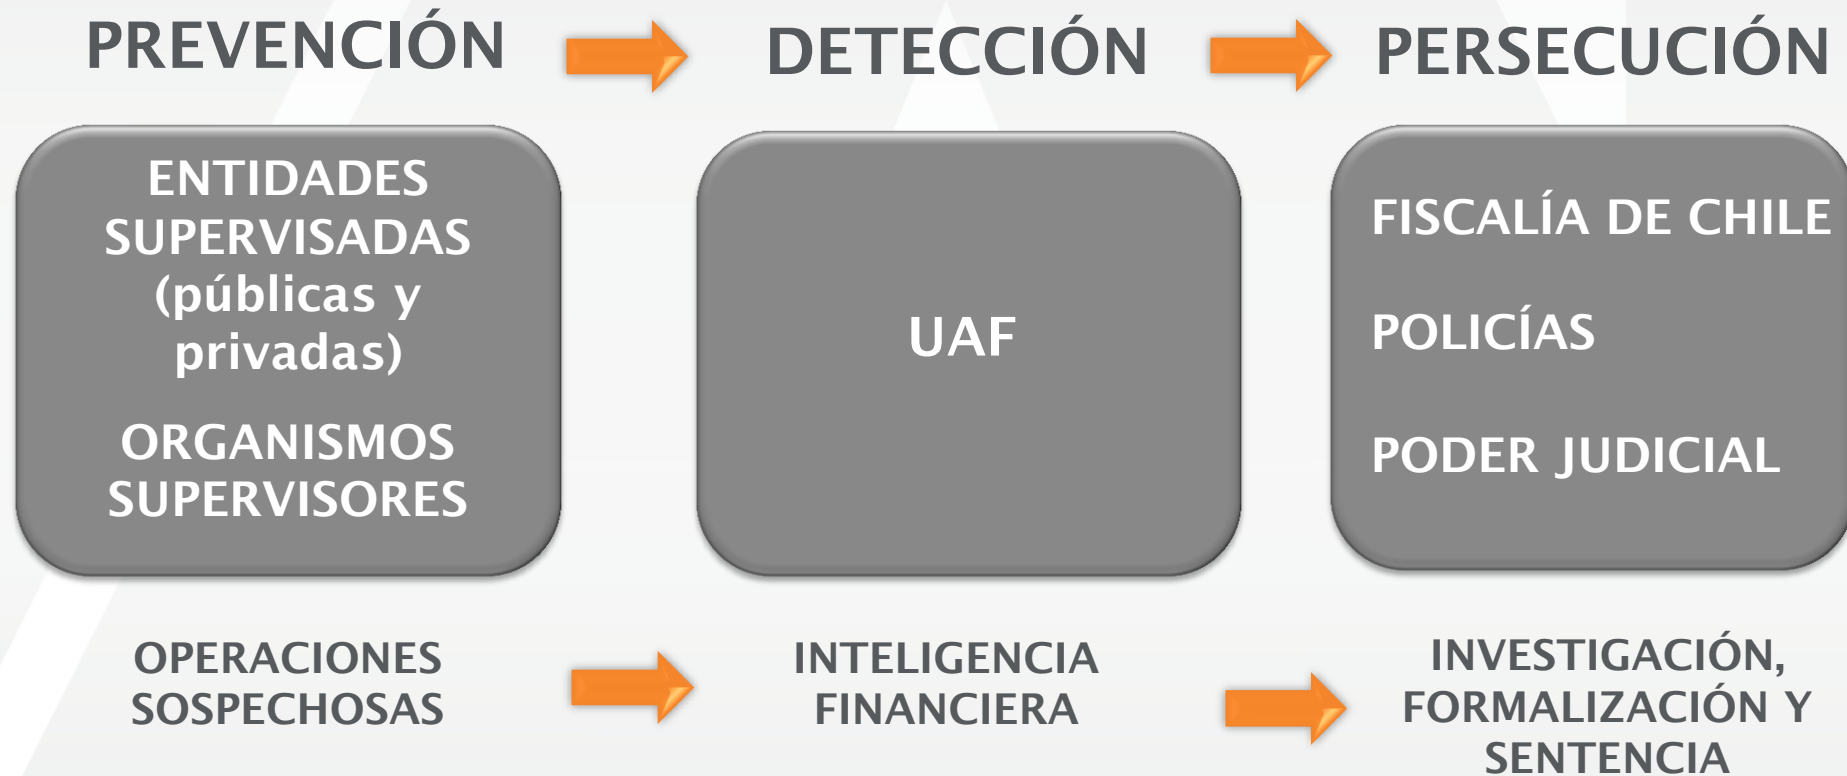 PREVENCIÓN
DETECCIÓN
PERSECUCIÓN
ENTIDADES
SUPERVISADAS
(públicas y
privadas)
ORGANISMOS
SUPERVISORES
UAF
FISCALÍA DE CHILE
POLICÍAS
PODER JUDICIAL
OPERACIONES
SOSPECHOSAS
INTELIGENCIA
FINANCIERA
INVESTIGACIÓN,
FORMALIZACIÓN Y
SENTENCIA